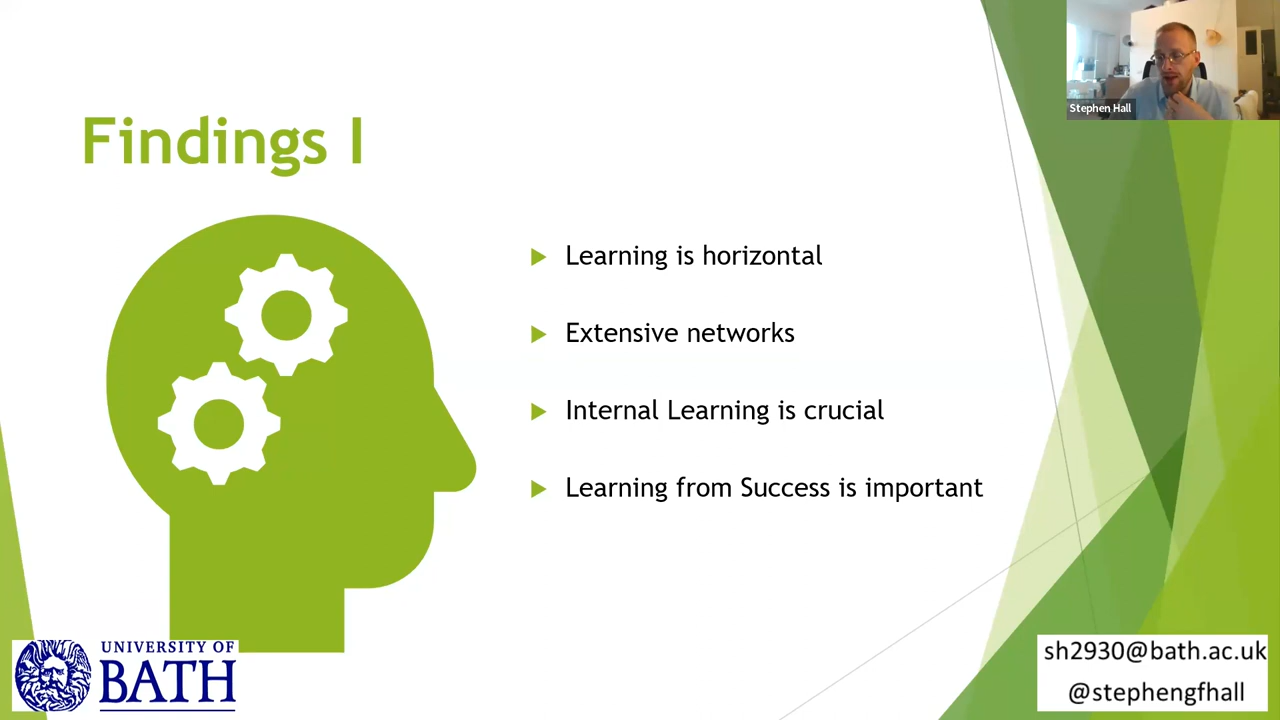 Stephen Hall
Findings I
Learning is horizontal
Extensive networks
Internal Learning is crucial
Learning from Success is important
UNIVERSITY OF
BATH
sh2930@bath.ac.uk
@stephengfhall